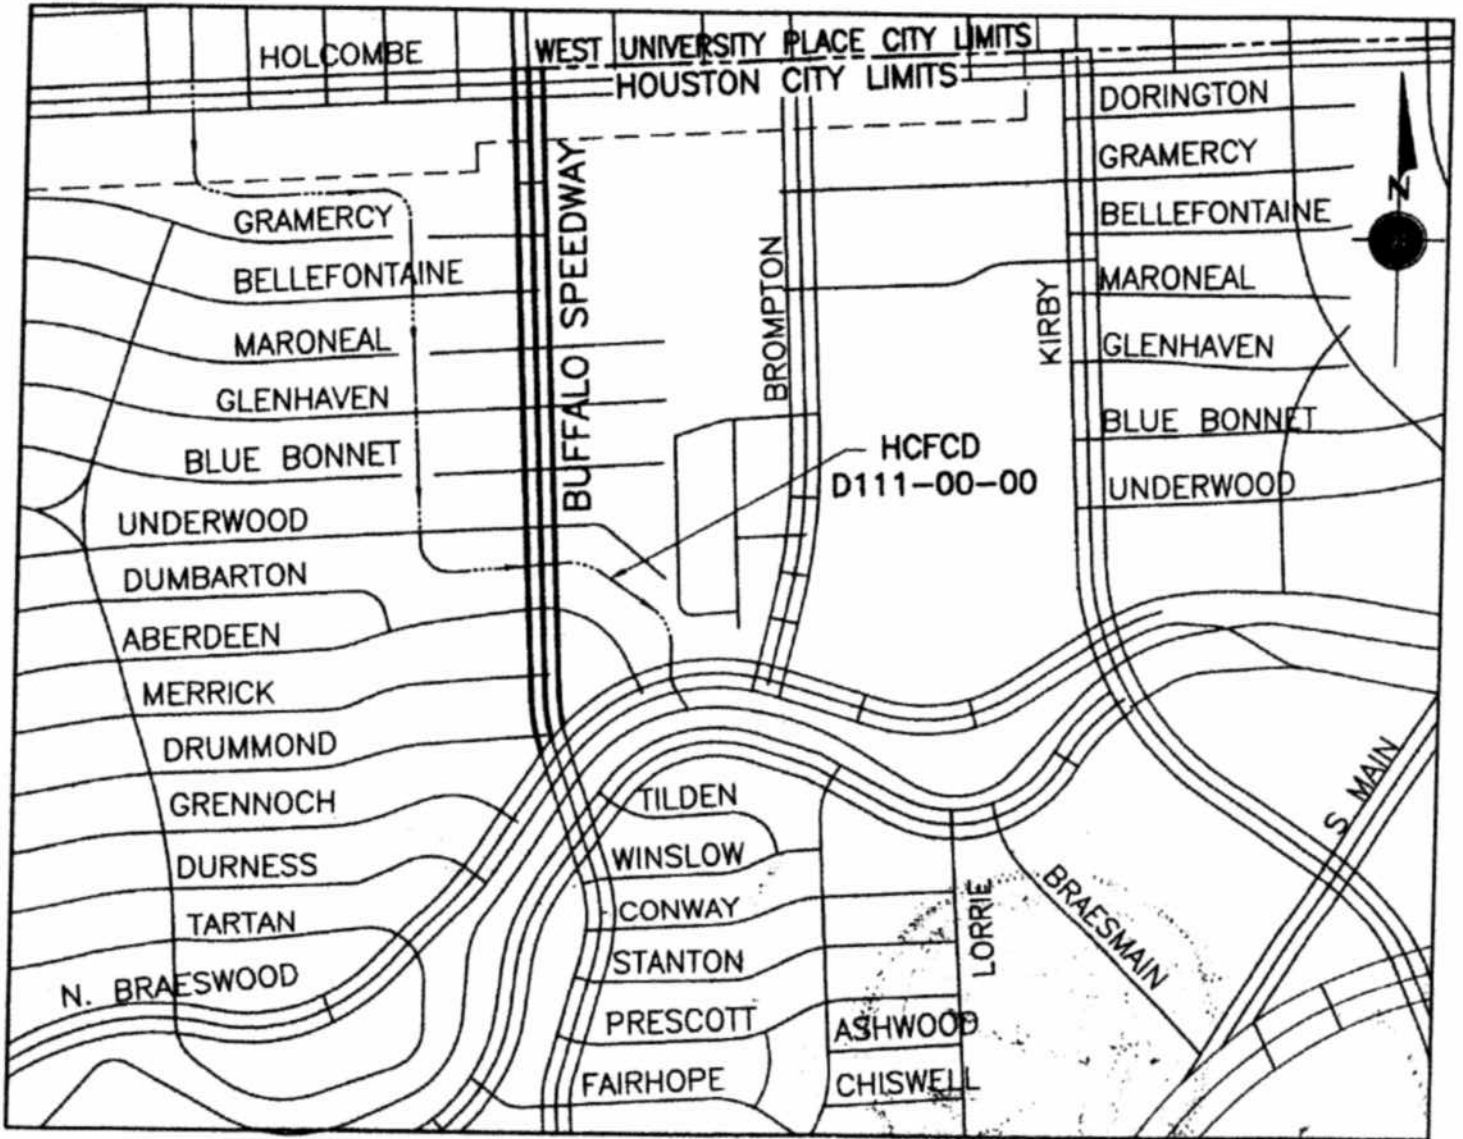 HOLCOMBE
WEST UNIVERSITY PLACE CITY LIMITS
HOUSTON CITY LIMITS
DORINGTON
GRAMERCY
BELLEFONTAINE
MARONEAL
GLENHAVEN
BLUE BONNET
UNDERWOOD
N
GRAMERCY
BELLEFONTAINE
MARONEAL
GLENHAVEN
BLUE BONNET
UNDERWOOD
DUMBARTON
ABERDEEN
MERRICK
DRUMMOND
GRENNOCH
DURNESS
TARTAN
N. BRAESWOOD
BUFFALO SPEEDWAY
BROMPTON
KIRBY
HCFCD
D111-00-00
TILDEN
WINSLOW
CONWAY
STANTON
PRESCOTT
FAIRHOPE
ASHWOOD
CHISWELL
LORRIE
BRAESMAIN
S MAIN